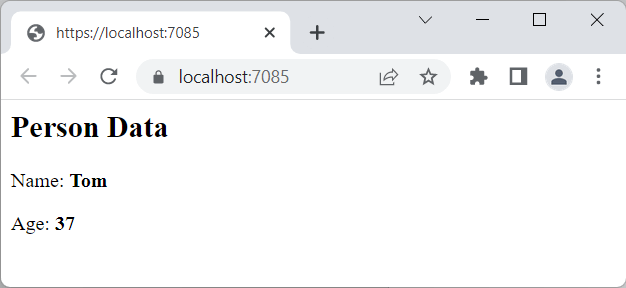 https://localhost:7085
localhost:7085
Person Data
Name: Tom
Age: 37